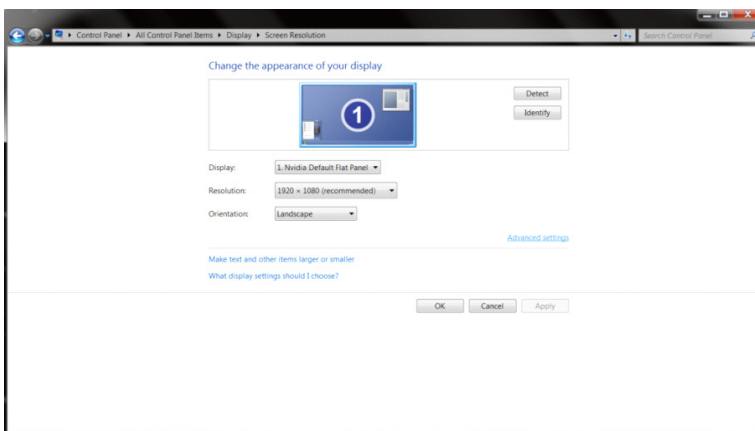 Control Panel ▸ All Control Panel Items ▸ Display ▸ Screen Resolution Search Control Panel
Change the appearance of your display
1
Detect
Identify
Display: 1. Nvidia Default Flat Panel
Resolution: 1920 × 1080 (recommended)
Orientation: Landscape
Advanced settings
Make text and other items larger or smaller
What display settings should I choose?
OK Cancel Apply